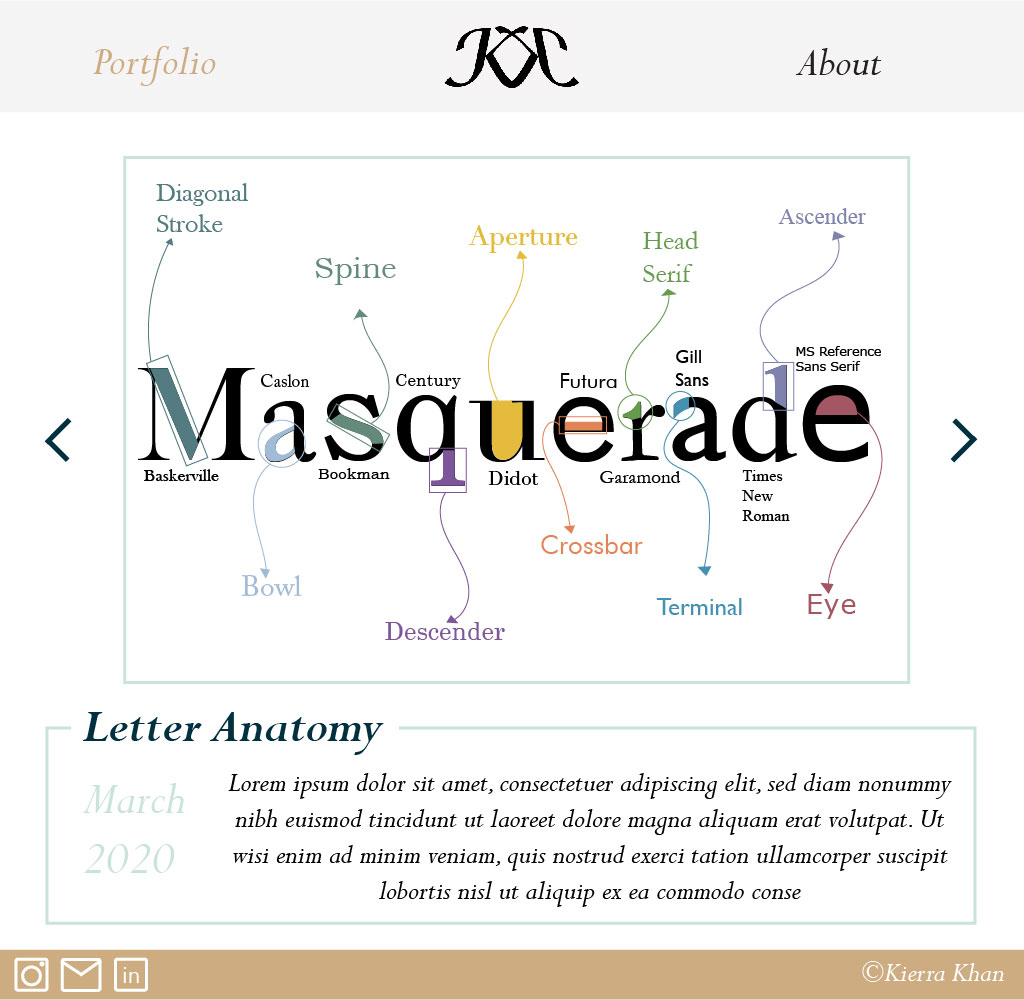 Portfolio
About
Diagonal
Stroke
Spine
Aperture
Head
Serif
Ascender
Caslon
Century
Futura
Gill
Sans
MS Reference
Sans Serif
Masquerade
Baskerville
Bookman
Didot
Garamond
Times
New
Roman
Bowl
Descender
Crossbar
Terminal
Eye
Letter Anatomy
March
2020
Lorem ipsum dolor sit amet, consectetuer adipiscing elit, sed diam nonummy
nibh euismod tincidunt ut laoreet dolore magna aliquam erat volutpat. Ut
wisi enim ad minim veniam, quis nostrud exerci tation ullamcorper suscipit
lobortis nisl ut aliquip ex ea commodo conse
in
©Kierra Khan